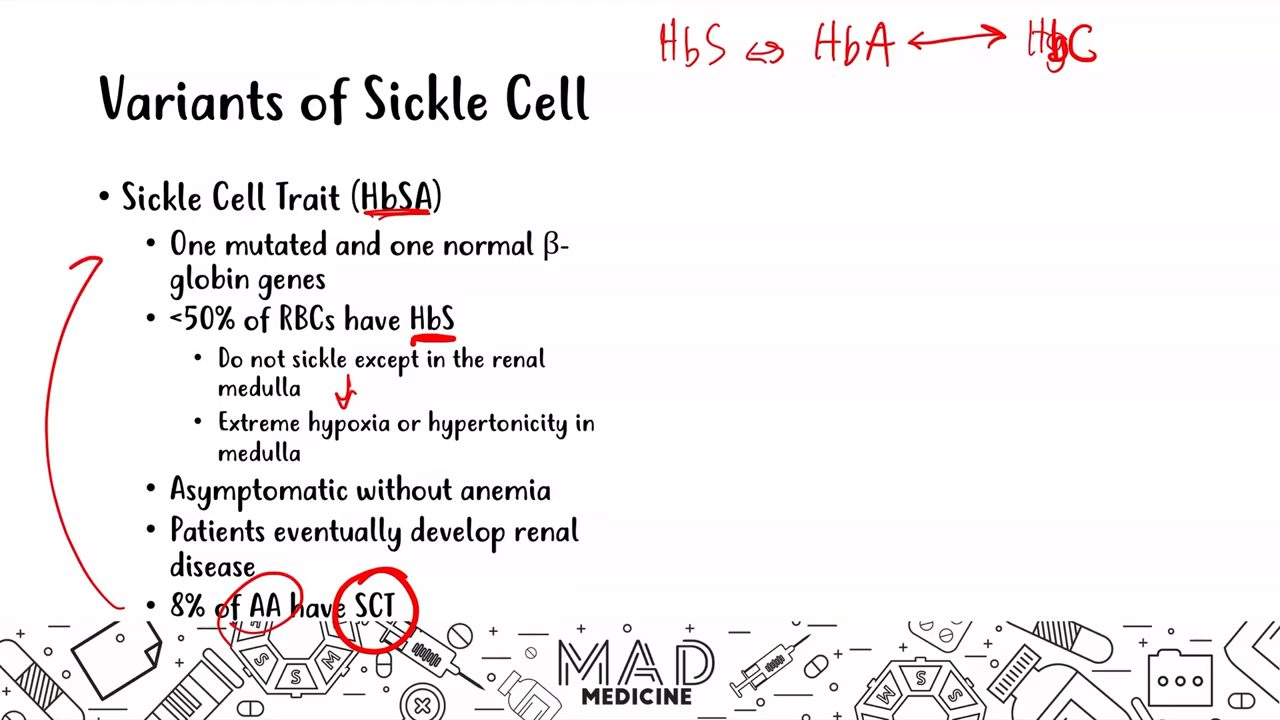 HbS ⇔ HbA ⟷ HbC
Variants of Sickle Cell
• Sickle Cell Trait (HbSA)
• One mutated and one normal β-
globin genes
• <50% of RBCs have HbS
• Do not sickle except in the renal
medulla
• Extreme hypoxia or hypertonicity in
medulla
• Asymptomatic without anemia
• Patients eventually develop renal
disease
• 8% of AA have SCT
S S M
M S S
MAD
MEDICINE